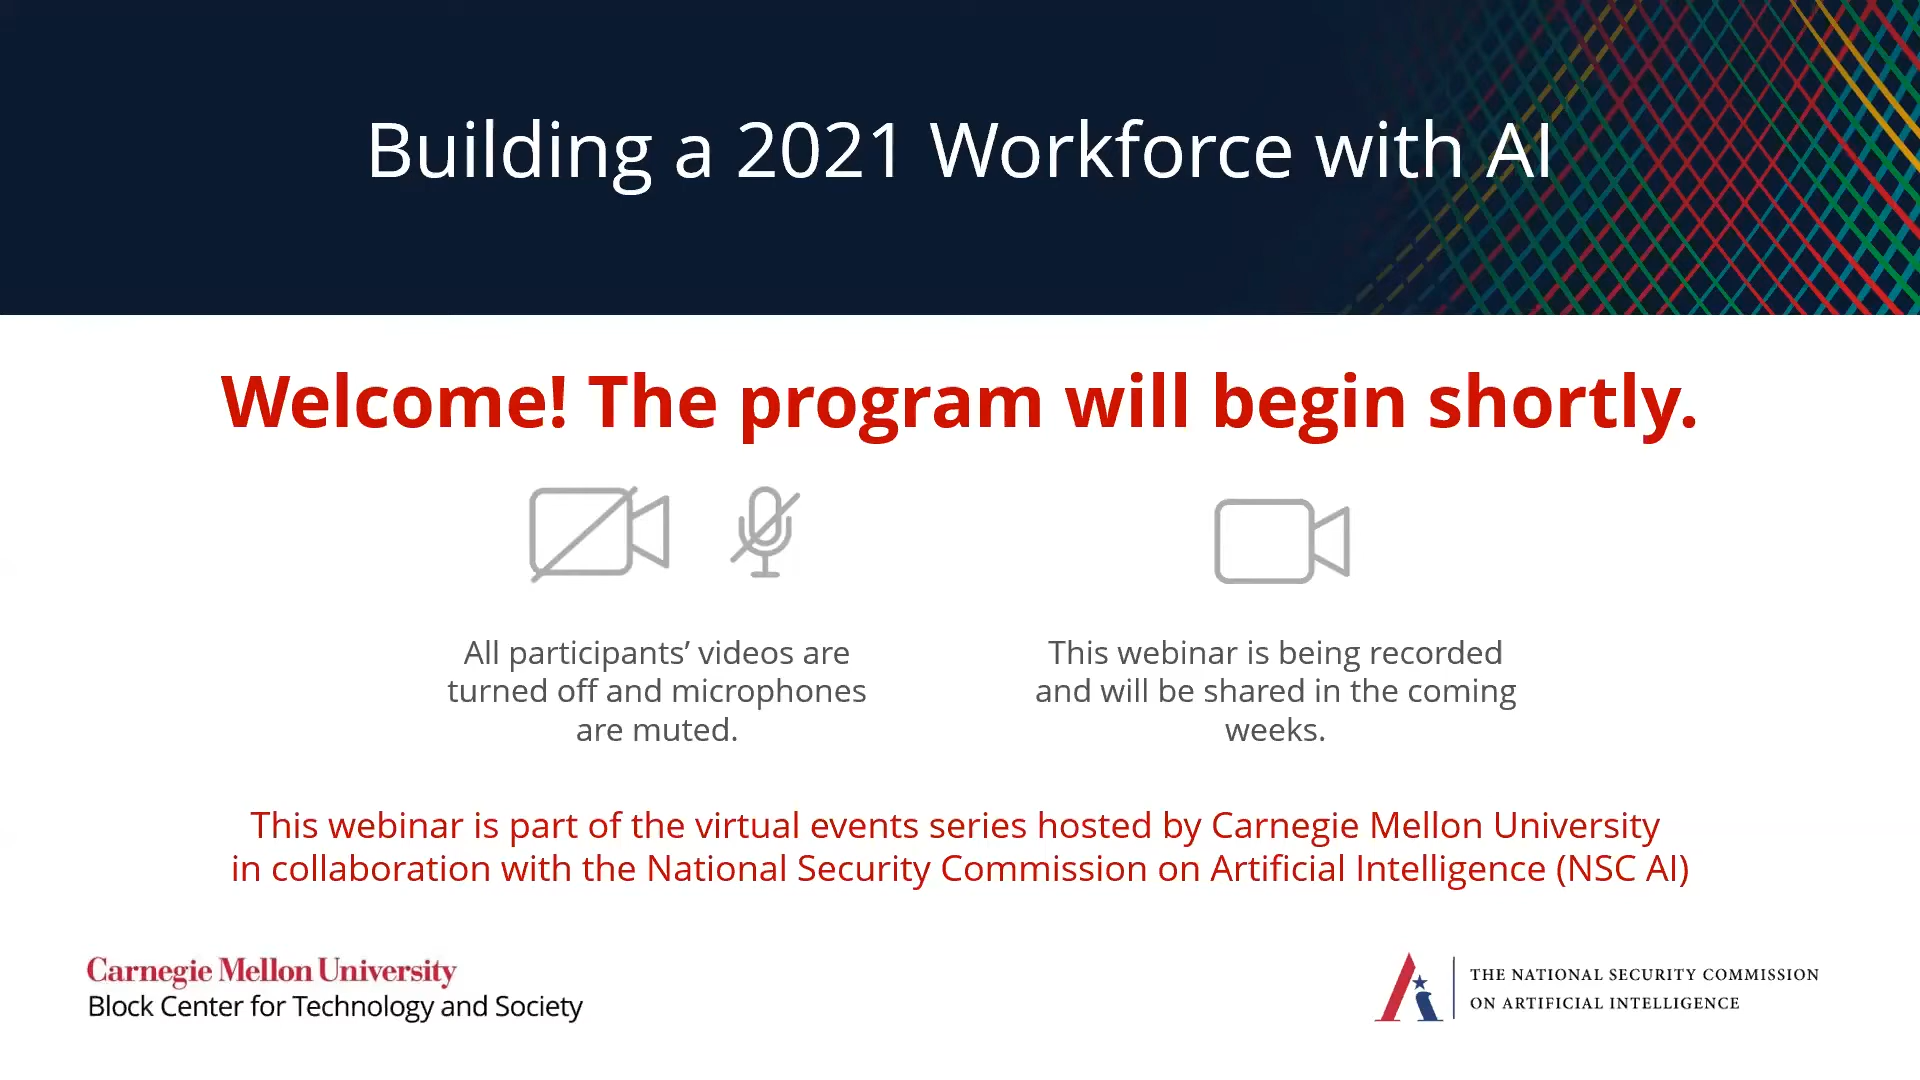 Building a 2021 Workforce with AI
Welcome! The program will begin shortly.
All participants’ videos are
turned off and microphones
are muted.
This webinar is being recorded
and will be shared in the coming
weeks.
This webinar is part of the virtual events series hosted by Carnegie Mellon University
in collaboration with the National Security Commission on Artificial Intelligence (NSC AI)
Carnegie Mellon University
Block Center for Technology and Society
THE NATIONAL SECURITY COMMISSION
ON ARTIFICIAL INTELLIGENCE